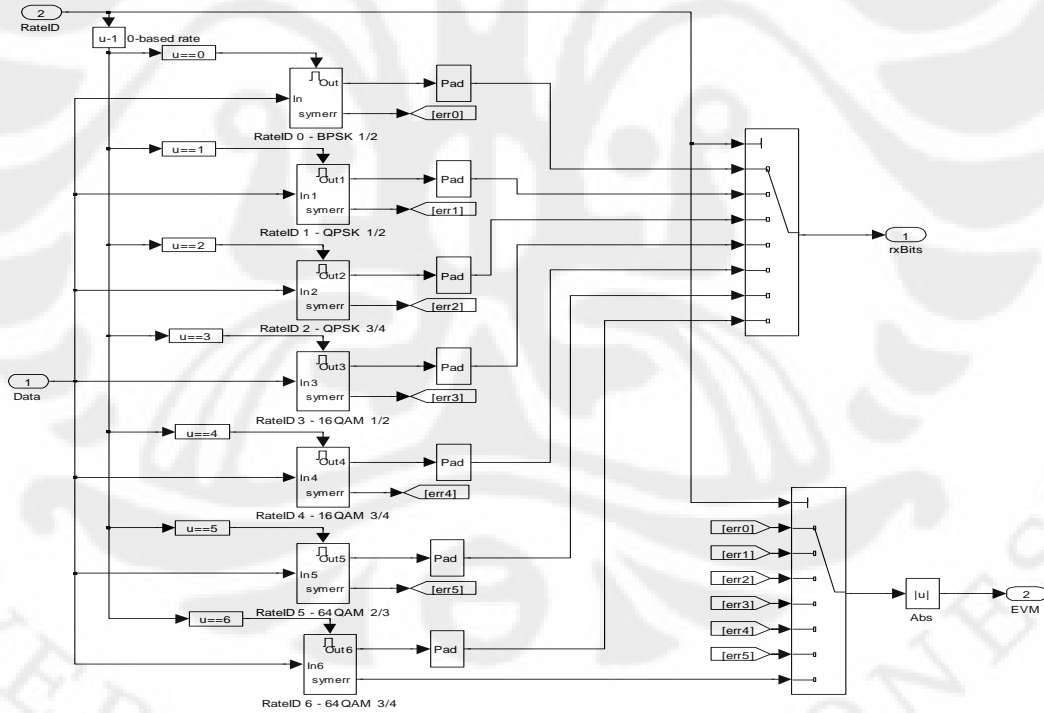 2
RateID
u-1 0-based rate
u==0
Out
In
symerr
Pad
[err0]
RateID 0 - BPSK 1/2
u==1
Out1
In1
symerr
Pad
[err1]
RateID 1 - QPSK 1/2
u==2
Out2
In2
symerr
Pad
[err2]
RateID 2 - QPSK 3/4
u==3
Out3
In3
symerr
Pad
[err3]
RateID 3 - 16QAM 1/2
1
Data
u==4
Out4
In4
symerr
Pad
[err4]
RateID 4 - 16QAM 3/4
u==5
Out5
In5
symerr
Pad
[err5]
RateID 5 - 64QAM 2/3
u==6
Out6
In6
symerr
Pad
RateID 6 - 64QAM 3/4
1
rxBits
[err0]
[err1]
[err2]
[err3]
[err4]
[err5]
|u|
Abs
2
EVM